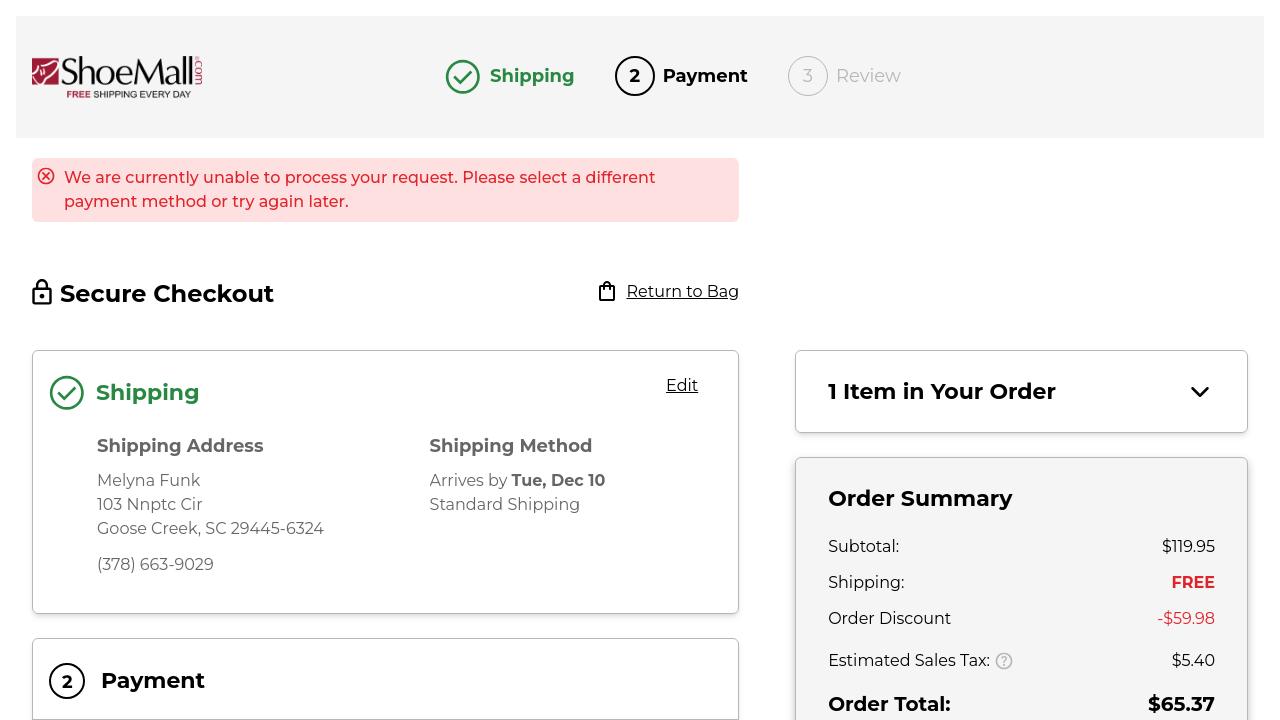 ShoeMall.com
FREE SHIPPING EVERY DAY
Shipping
2 Payment
3 Review
We are currently unable to process your request. Please select a different
payment method or try again later.
Secure Checkout
Return to Bag
Shipping
Edit
Shipping Address
Melyna Funk
103 Nnptc Cir
Goose Creek, SC 29445-6324
(378) 663-9029
Shipping Method
Arrives by Tue, Dec 10
Standard Shipping
2 Payment
1 Item in Your Order
Order Summary
Subtotal: $119.95
Shipping: FREE
Order Discount -$59.98
Estimated Sales Tax: ? $5.40
Order Total: $65.37